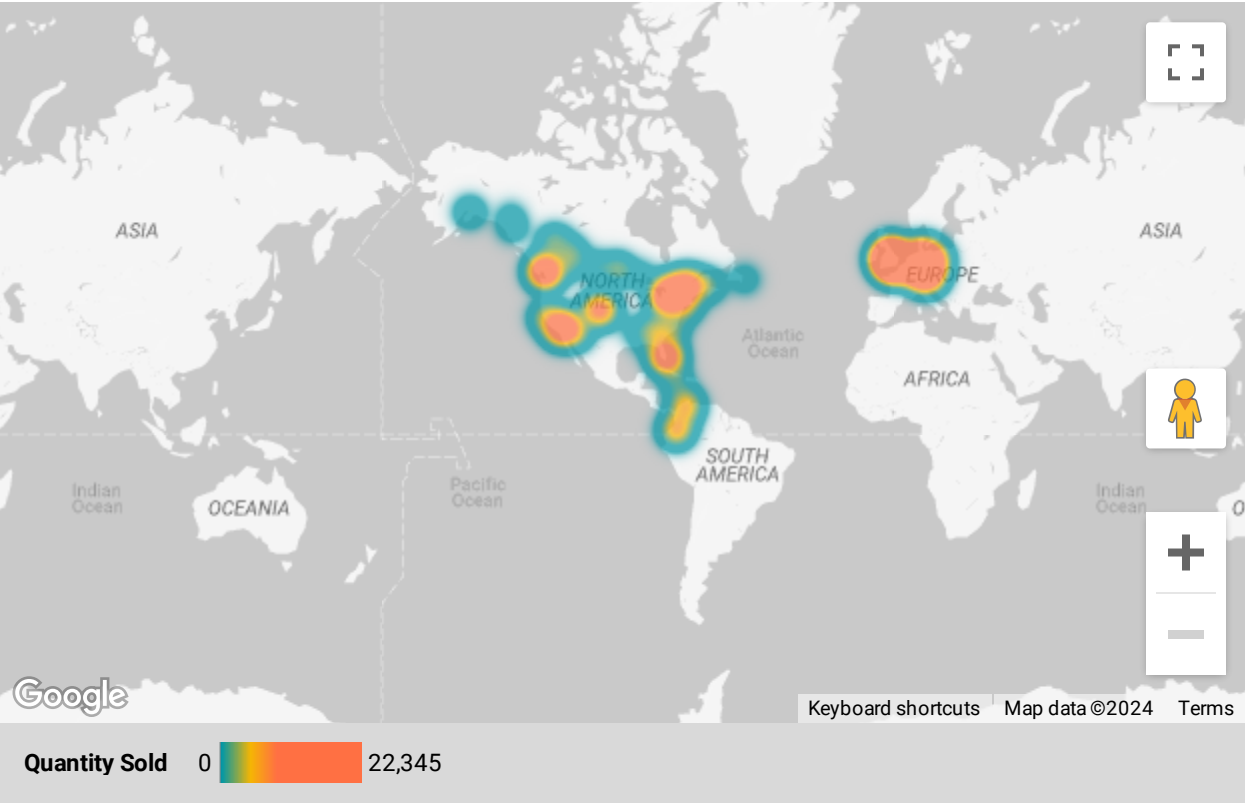 ASIA
ASIA
NORTH
AMERICA
EUROPE
Atlantic
Ocean
AFRICA
SOUTH
AMERICA
Indian
Ocean
OCEANIA
Pacific
Ocean
Indian
Ocean
O
Google
Keyboard shortcuts
Map data ©2024
Terms
Quantity Sold
0
22,345